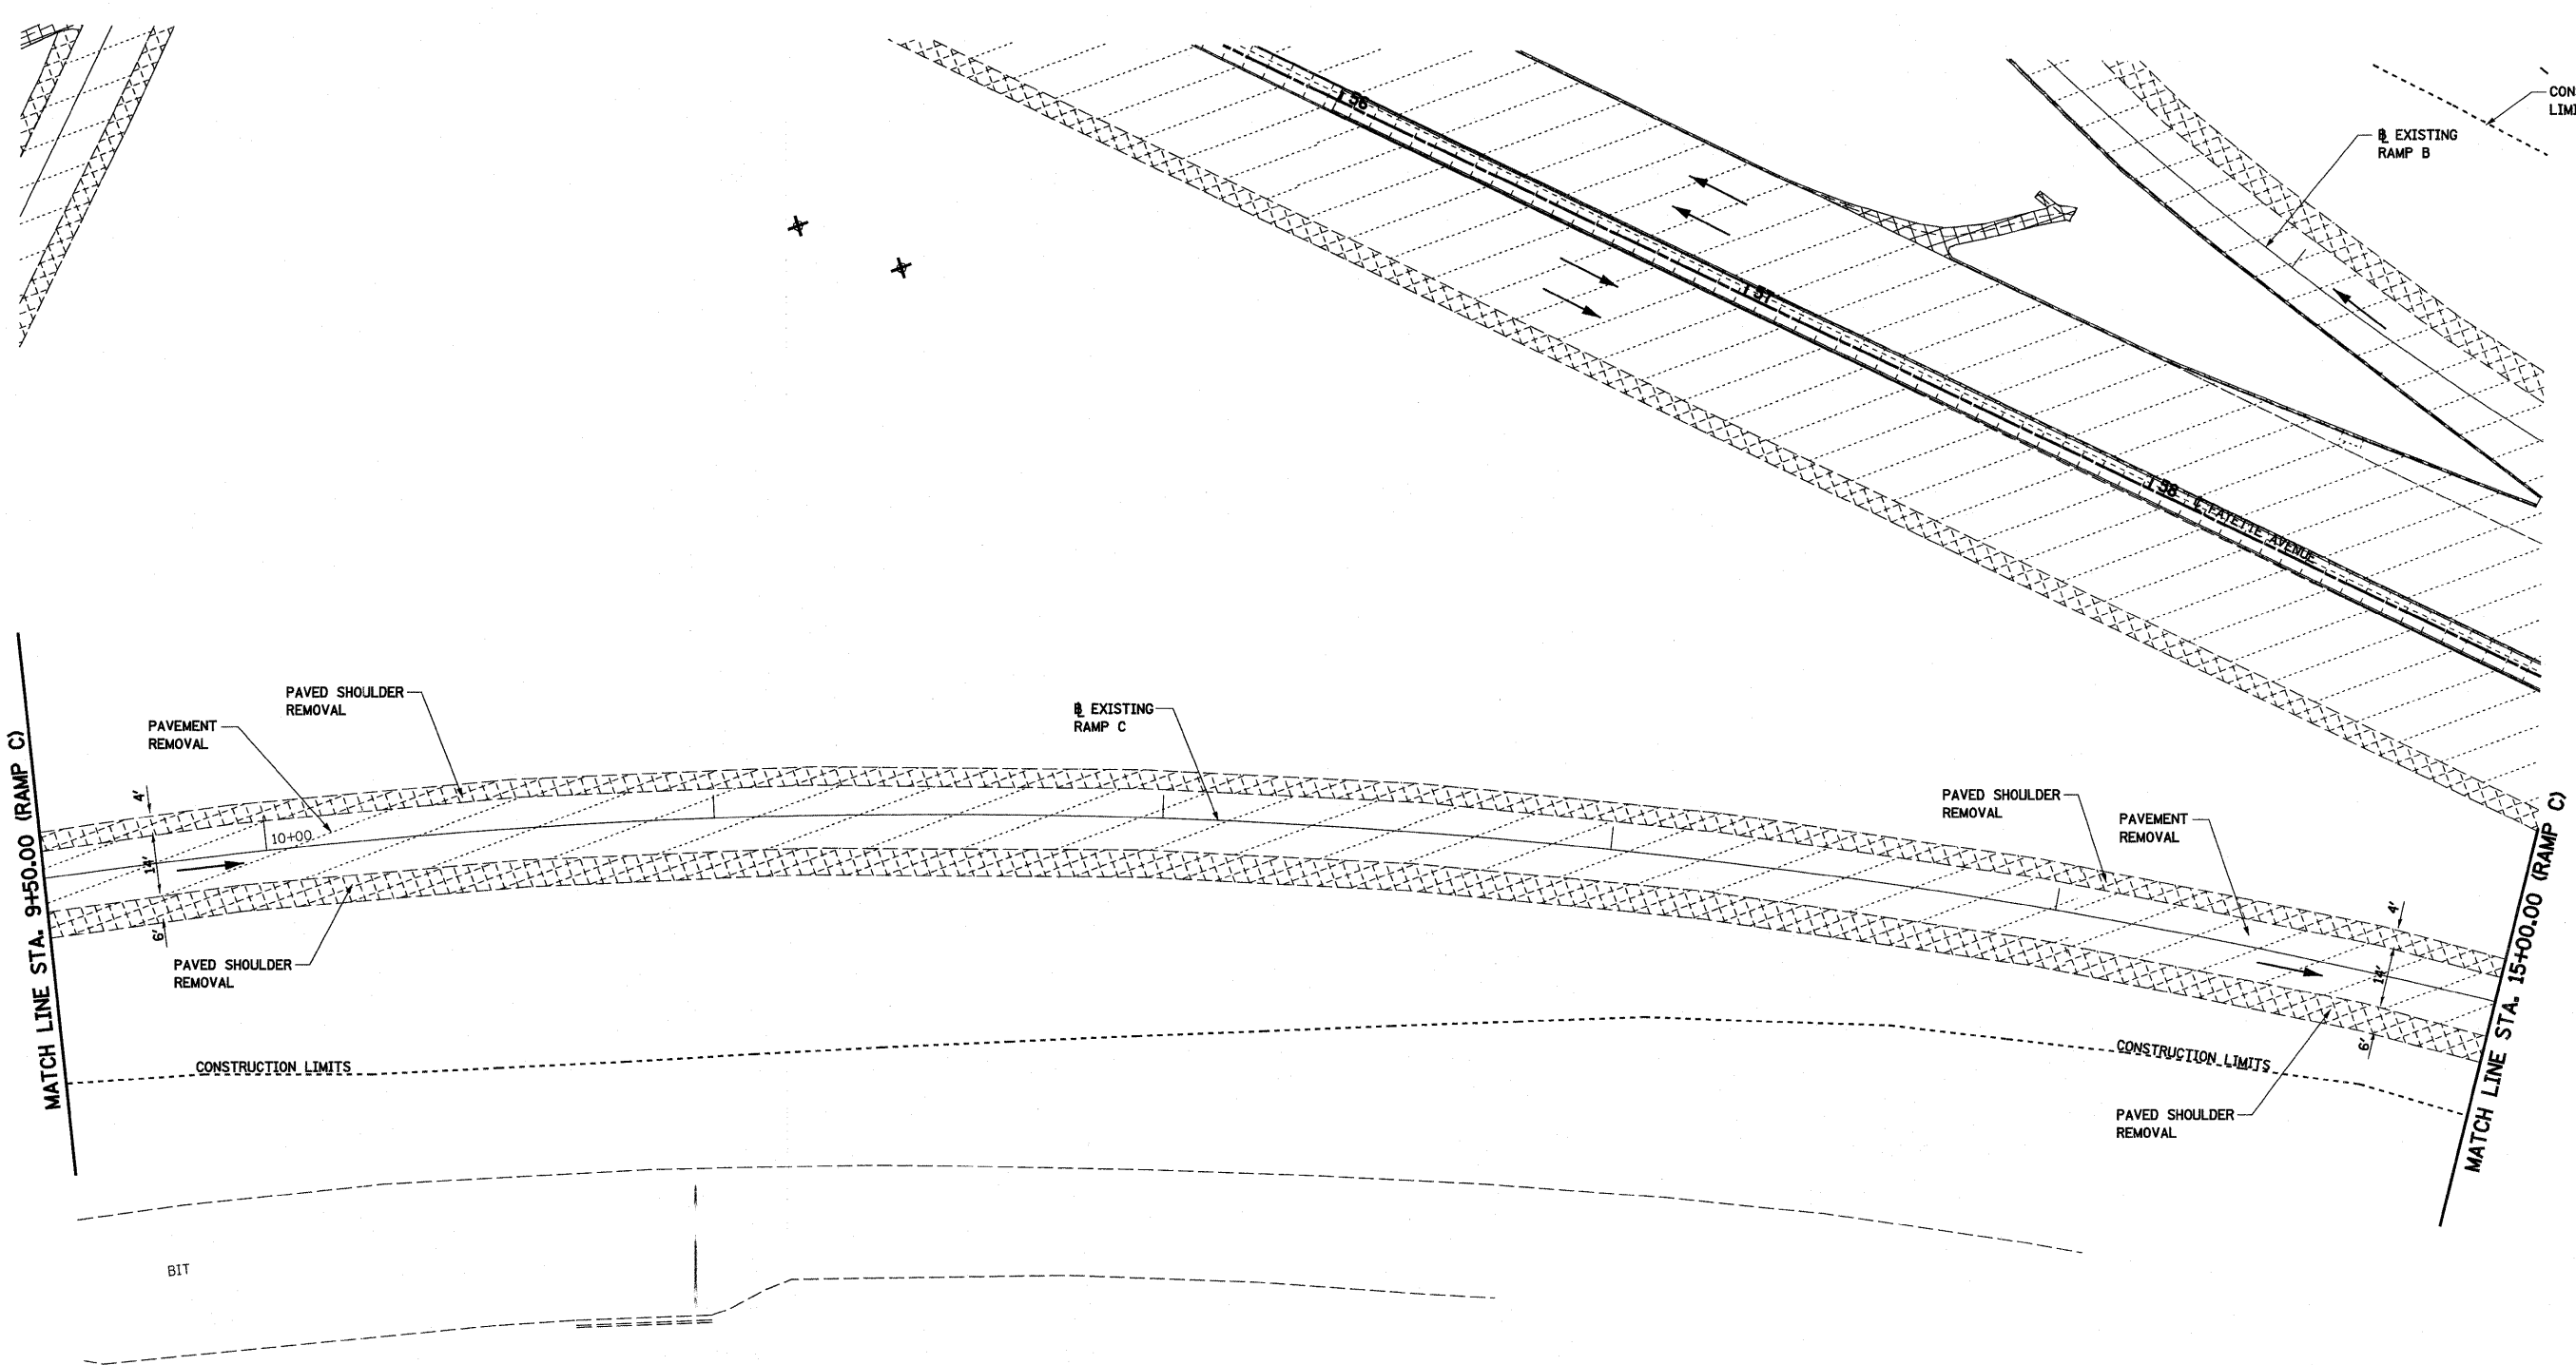 156
CON
LIMI
℄ EXISTING
RAMP B
157
158
℄ FAYETTE AVENUE
PAVED SHOULDER
REMOVAL
PAVEMENT
REMOVAL
℄ EXISTING
RAMP C
MATCH LINE STA. 9+50.00 (RAMP C)
4'
14'
6'
10+00
PAVED SHOULDER
REMOVAL
CONSTRUCTION LIMITS
PAVED SHOULDER
REMOVAL
PAVEMENT
REMOVAL
4'
14'
6'
CONSTRUCTION LIMITS
PAVED SHOULDER
REMOVAL
MATCH LINE STA. 15+00.00 (RAMP C)
BIT